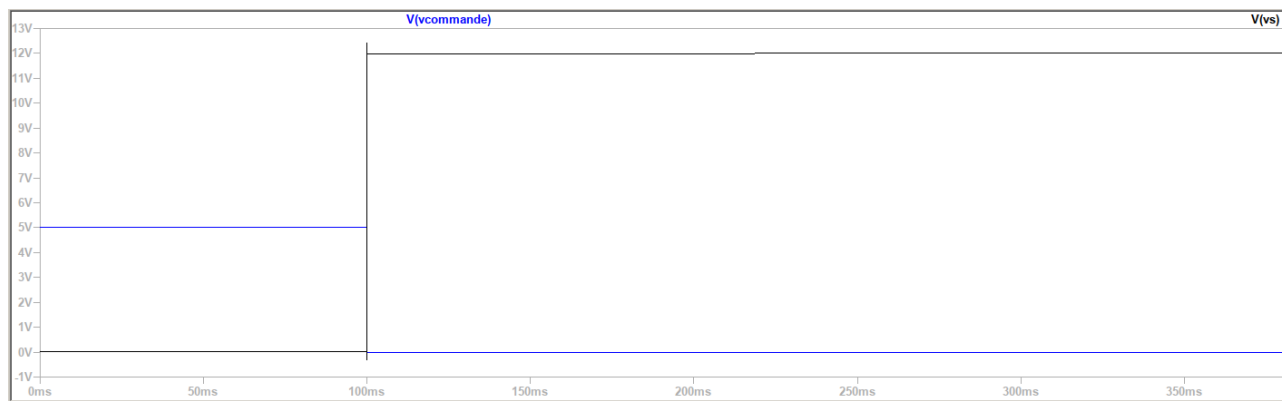 V(vcommande) V(vs)
13V
12V
11V
10V
9V
8V
7V
6V
5V
4V
3V
2V
1V
0V
-1V
0ms 50ms 100ms 150ms 200ms 250ms 300ms 350ms